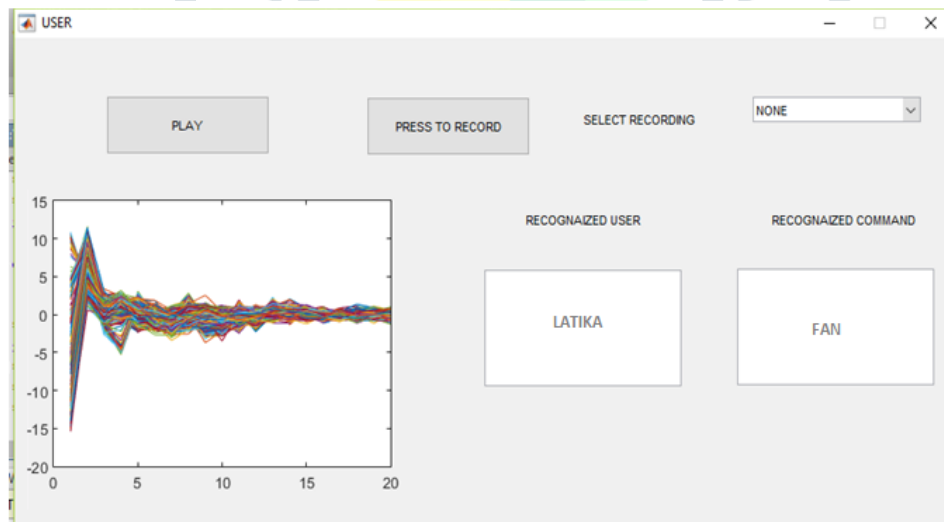 USER
PLAY
PRESS TO RECORD
SELECT RECORDING
NONE
RECOGNAIZED USER
RECOGNAIZED COMMAND
LATIKA
FAN
15
10
5
0
-5
-10
-15
-20
0 5 10 15 20